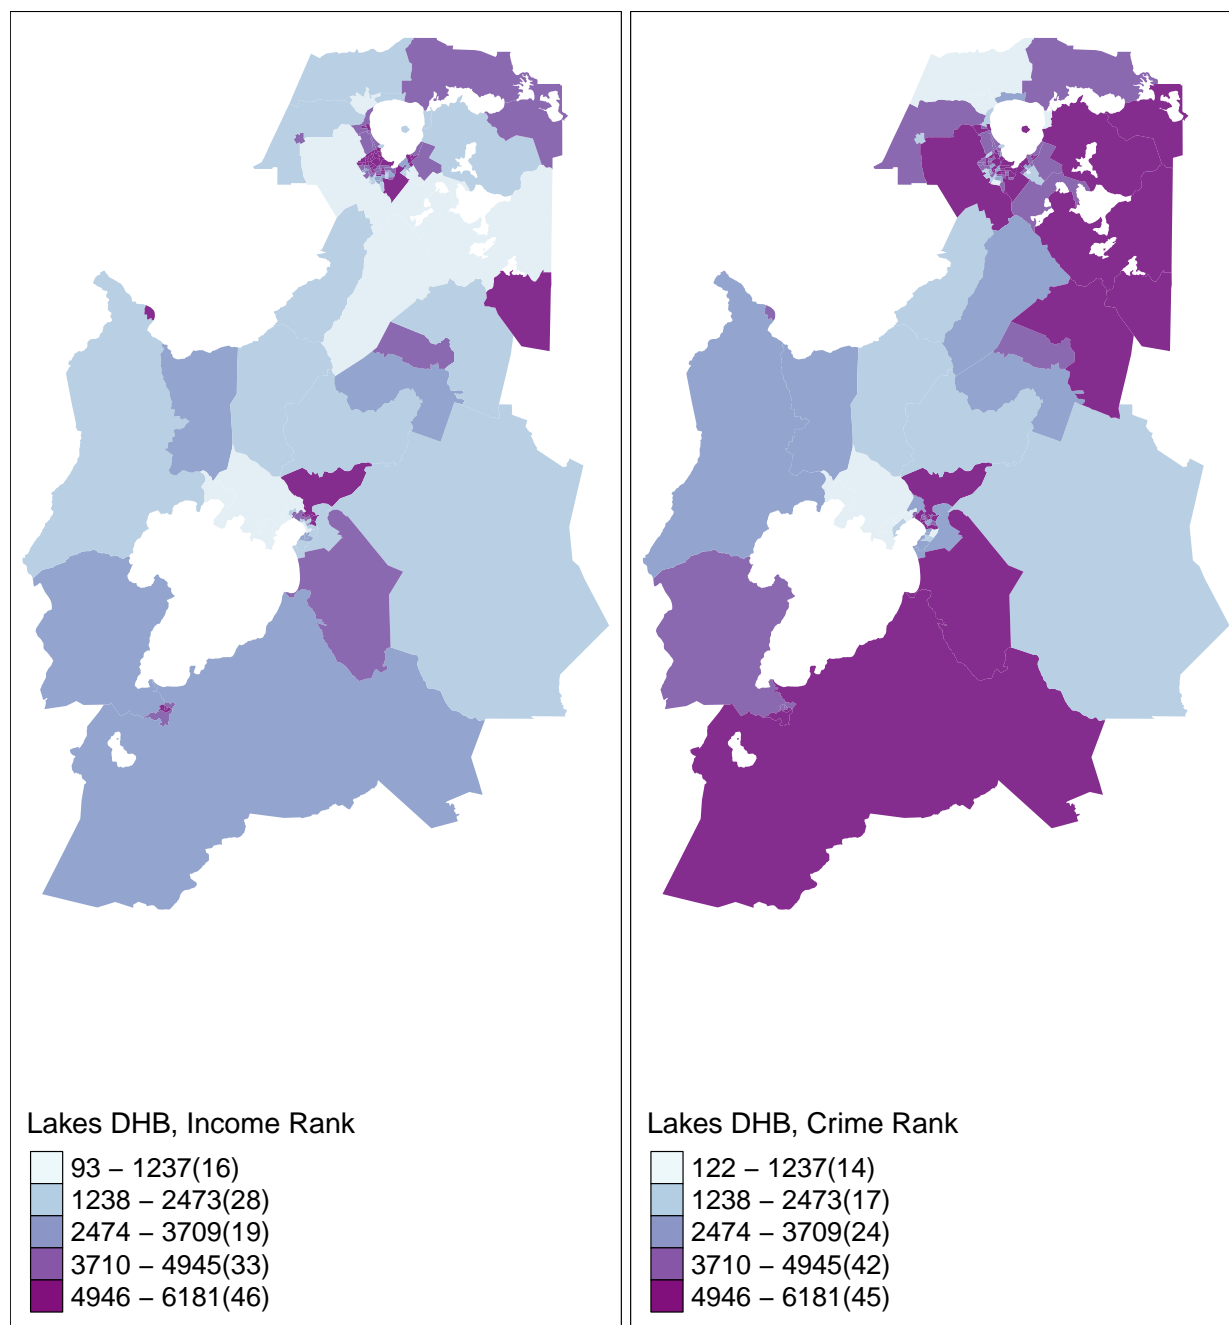 Lakes DHB, Income Rank
93 − 1237(16)
1238 − 2473(28)
2474 − 3709(19)
3710 − 4945(33)
4946 − 6181(46)
Lakes DHB, Crime Rank
122 − 1237(14)
1238 − 2473(17)
2474 − 3709(24)
3710 − 4945(42)
4946 − 6181(45)